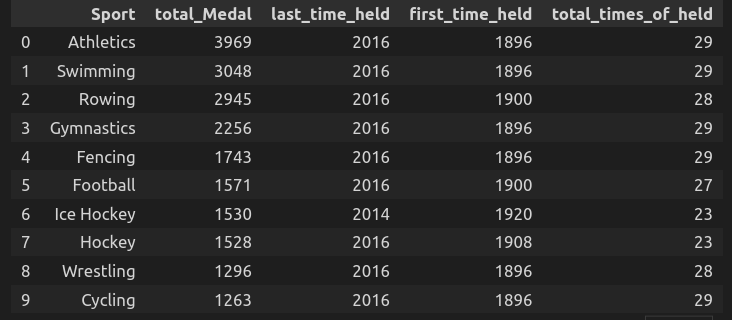 Sport total_Medal last_time_held first_time_held total_times_of_held
0 Athletics 3969 2016 1896 29
1 Swimming 3048 2016 1896 29
2 Rowing 2945 2016 1900 28
3 Gymnastics 2256 2016 1896 29
4 Fencing 1743 2016 1896 29
5 Football 1571 2016 1900 27
6 Ice Hockey 1530 2014 1920 23
7 Hockey 1528 2016 1908 23
8 Wrestling 1296 2016 1896 28
9 Cycling 1263 2016 1896 29